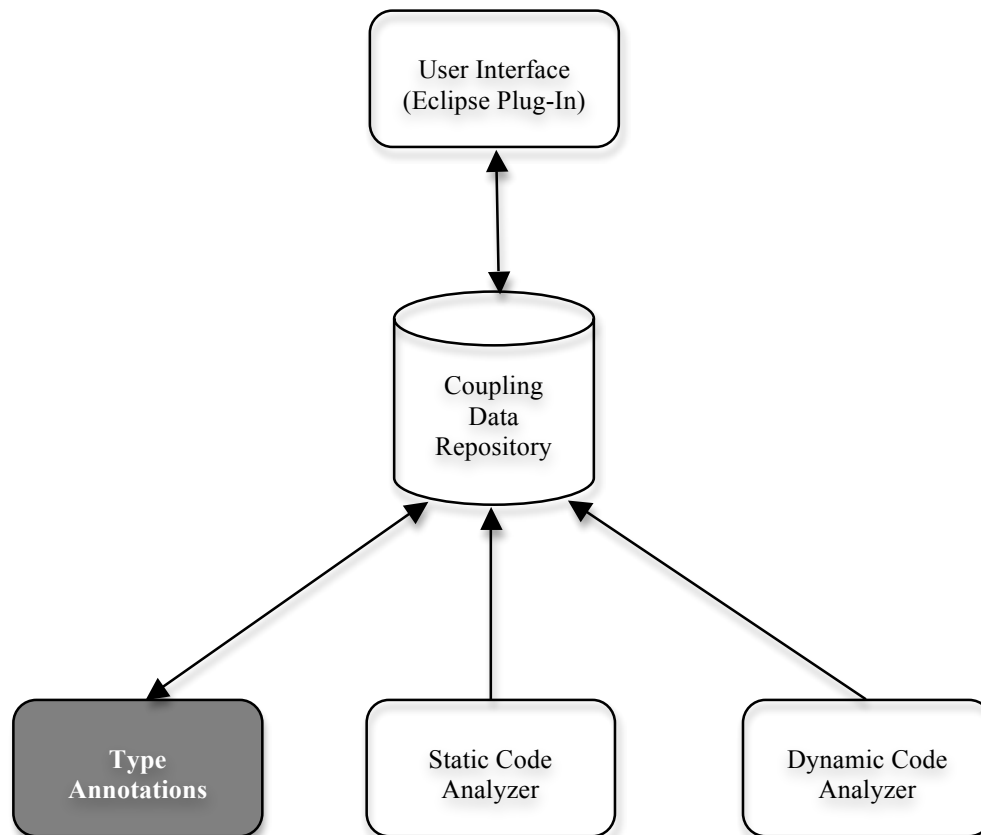 User Interface
(Eclipse Plug-In)
Coupling
Data
Repository
Type
Annotations
Static Code
Analyzer
Dynamic Code
Analyzer